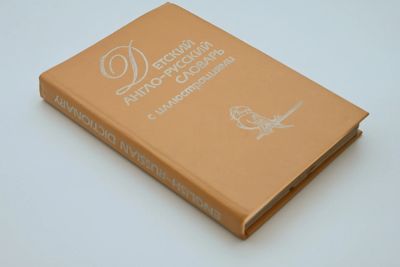 Детский
англо-русский
словарь
с иллюстрациями
ENGLISH-RUSSIAN DICTIONARY